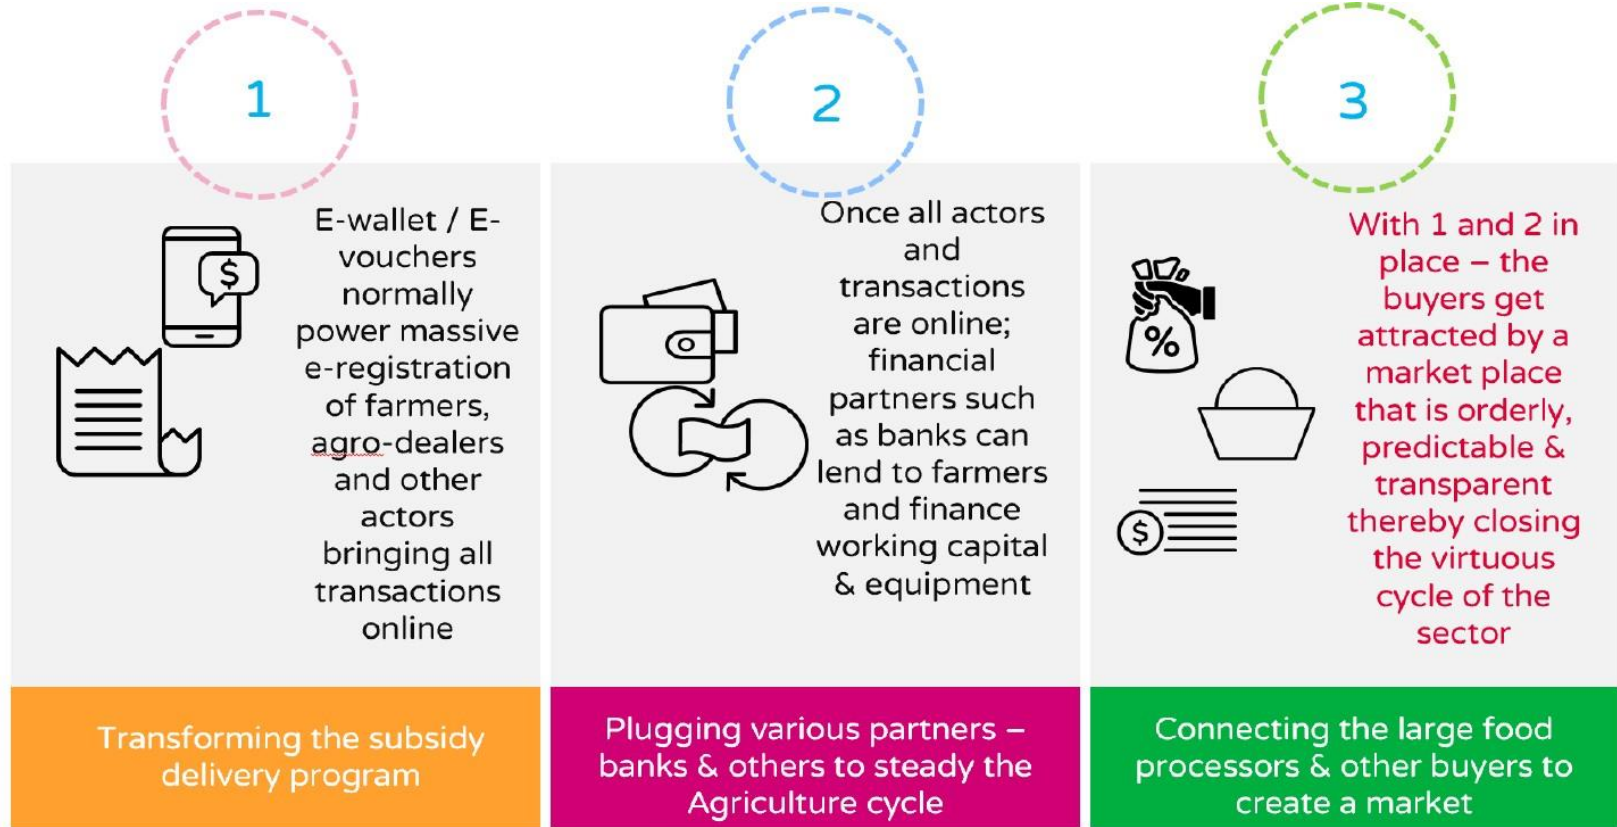 1
E-wallet / E-
vouchers
normally
power massive
e-registration
of farmers,
agro-dealers
and other
actors
bringing all
transactions
online
$
Transforming the subsidy
delivery program
2
Once all actors
and
transactions
are online;
financial
partners such
as banks can
lend to farmers
and finance
working capital
& equipment
Plugging various partners –
banks & others to steady the
Agriculture cycle
3
With 1 and 2 in
place – the
buyers get
attracted by a
market place
that is orderly,
predictable &
transparent
thereby closing
the virtuous
cycle of the
sector
%
$
Connecting the large food
processors & other buyers to
create a market